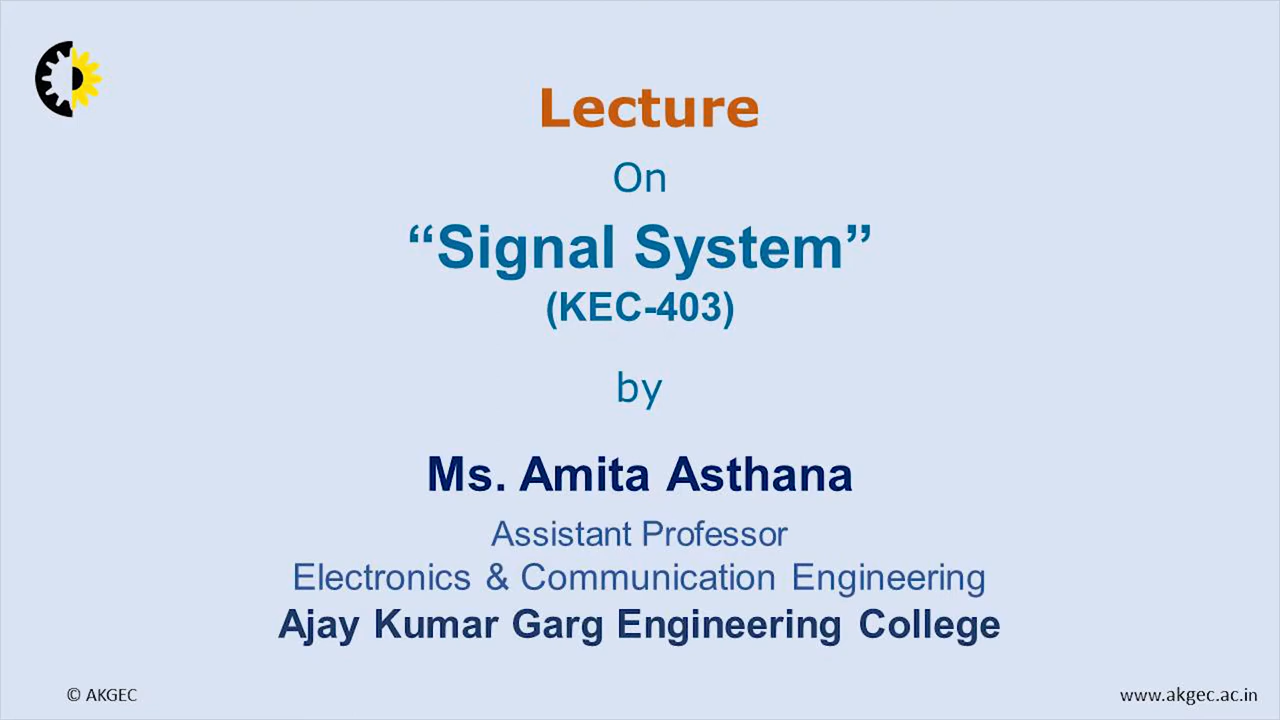 Lecture
On
“Signal System”
(KEC-403)
by
Ms. Amita Asthana
Assistant Professor
Electronics & Communication Engineering
Ajay Kumar Garg Engineering College
© AKGEC
www.akgec.ac.in